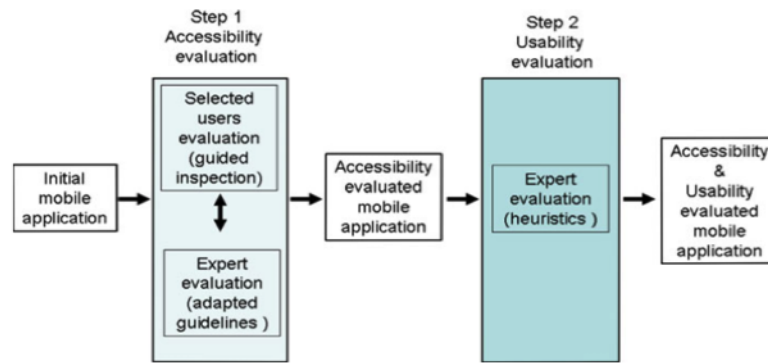 Step 1
Accessibility
evaluation
Step 2
Usability
evaluation
Initial
mobile
application
Selected
users
evaluation
(guided
inspection)
Expert
evaluation
(adapted
guidelines )
Accessibility
evaluated
mobile
application
Expert
evaluation
(heuristics )
Accessibility
&
Usability
evaluated
mobile
application